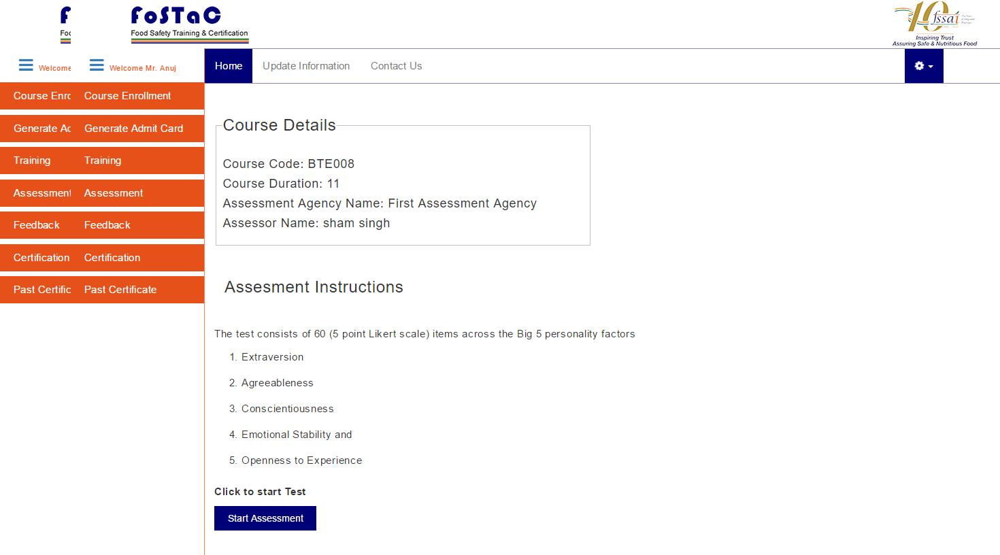 F
FoSTaC
Foc
Food Safety Training & Certification
fssai
Inspiring Trust
Assuring Safe & Nutritious Food
Welcome
Welcome Mr. Anuj
Home
Update Information
Contact Us
Course Enro
Course Enrollment
Generate Ad
Generate Admit Card
Training
Training
Assessment
Assessment
Feedback
Feedback
Certification
Certification
Past Certific
Past Certificate
Course Details
Course Code: BTE008
Course Duration: 11
Assessment Agency Name: First Assessment Agency
Assessor Name: sham singh
Assesment Instructions
The test consists of 60 (5 point Likert scale) items across the Big 5 personality factors
1. Extraversion
2. Agreeableness
3. Conscientiousness
4. Emotional Stability and
5. Openness to Experience
Click to start Test
Start Assessment